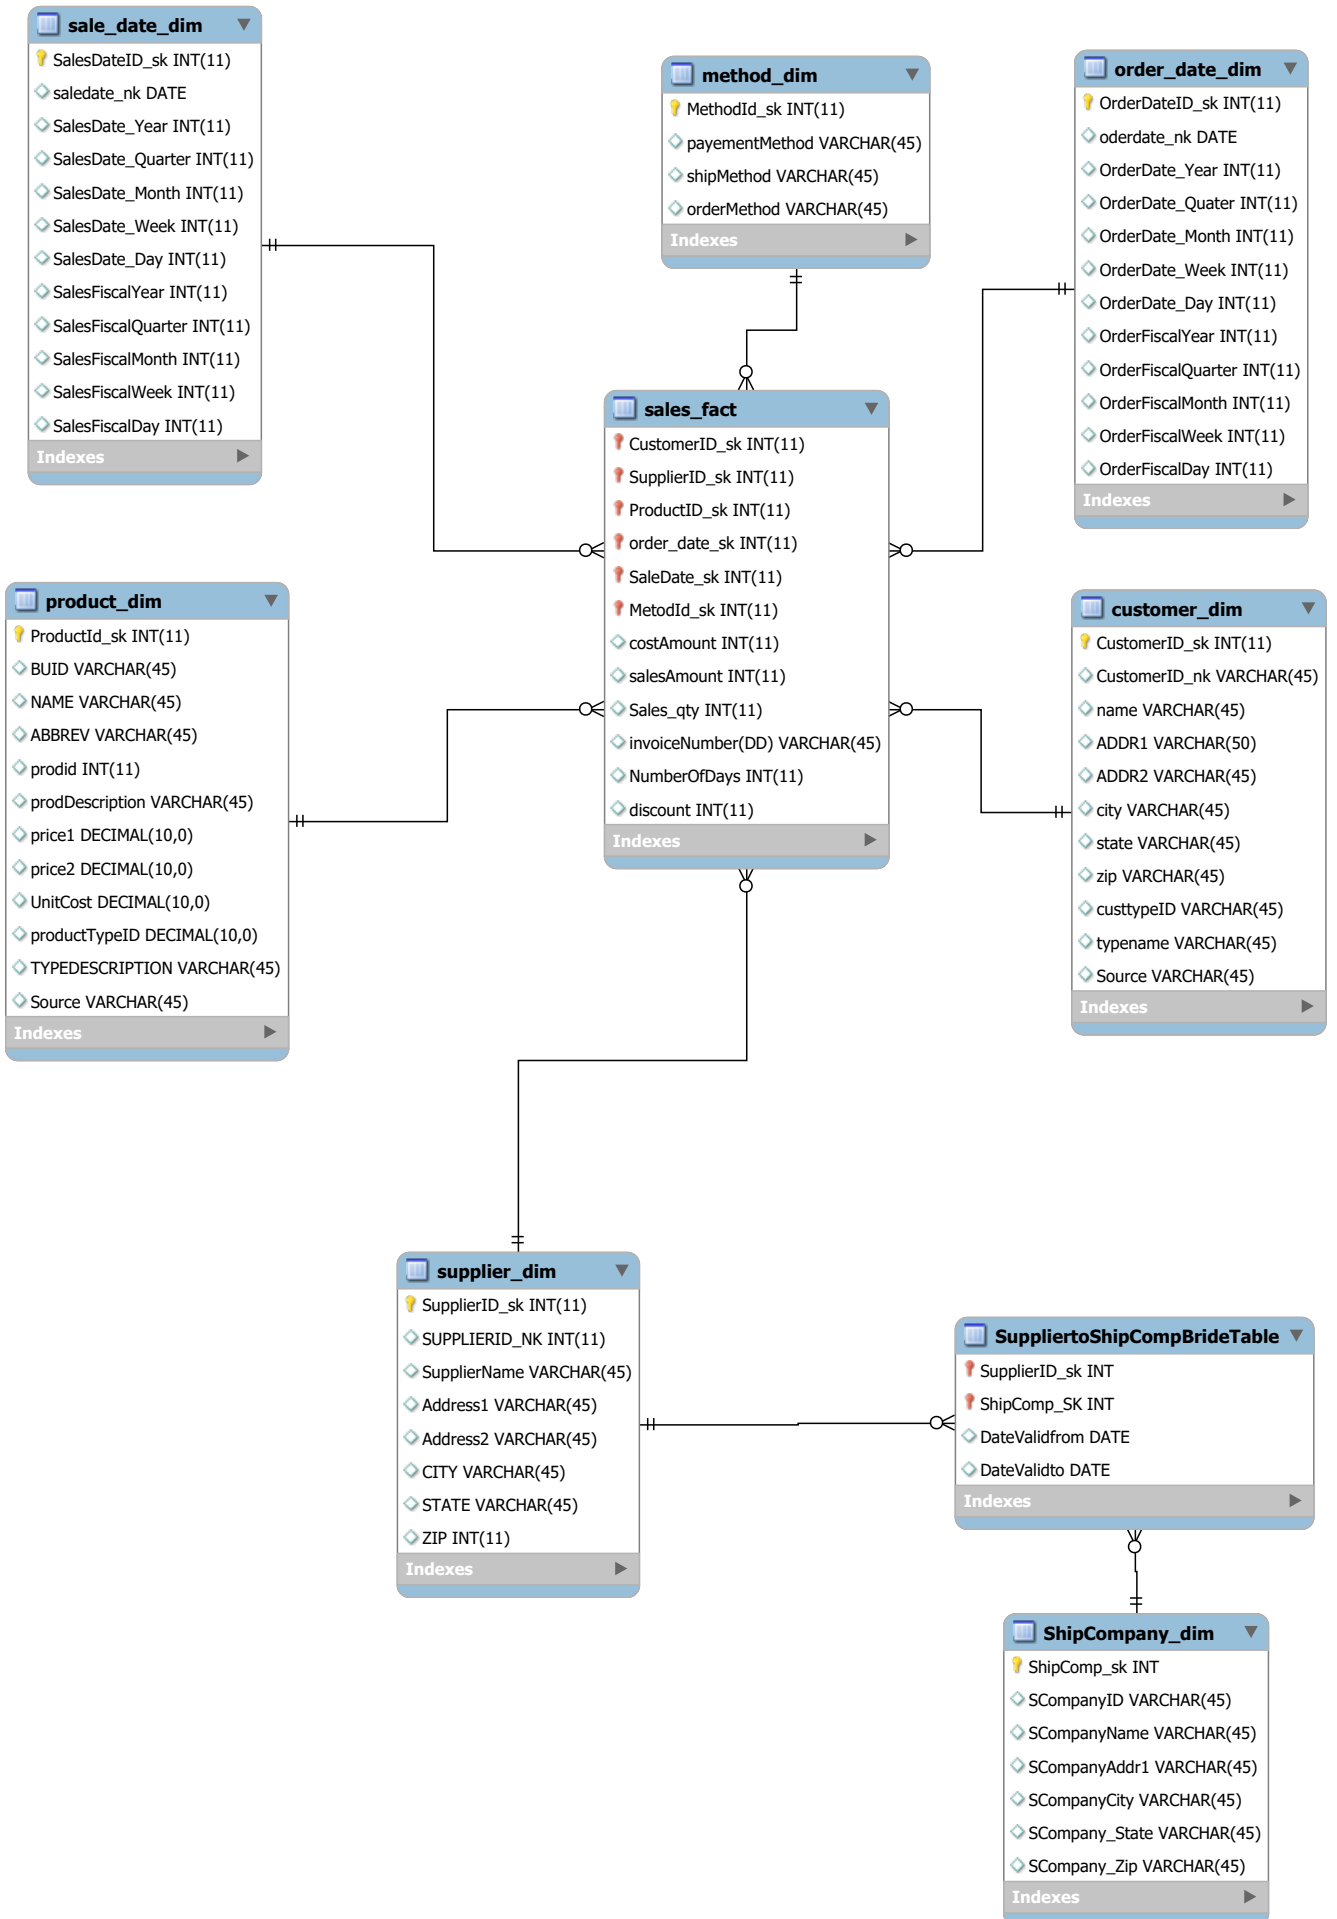 sale_date_dim
SalesDateID_sk INT(11)
saledate_nk DATE
SalesDate_Year INT(11)
SalesDate_Quarter INT(11)
SalesDate_Month INT(11)
SalesDate_Week INT(11)
SalesDate_Day INT(11)
SalesFiscalYear INT(11)
SalesFiscalQuarter INT(11)
SalesFiscalMonth INT(11)
SalesFiscalWeek INT(11)
SalesFiscalDay INT(11)
Indexes
method_dim
MethodId_sk INT(11)
payementMethod VARCHAR(45)
shipMethod VARCHAR(45)
orderMethod VARCHAR(45)
Indexes
order_date_dim
OrderDateID_sk INT(11)
oderdate_nk DATE
OrderDate_Year INT(11)
OrderDate_Quater INT(11)
OrderDate_Month INT(11)
OrderDate_Week INT(11)
OrderDate_Day INT(11)
OrderFiscalYear INT(11)
OrderFiscalQuarter INT(11)
OrderFiscalMonth INT(11)
OrderFiscalWeek INT(11)
OrderFiscalDay INT(11)
Indexes
sales_fact
CustomerID_sk INT(11)
SupplierID_sk INT(11)
ProductID_sk INT(11)
order_date_sk INT(11)
SaleDate_sk INT(11)
MetodId_sk INT(11)
costAmount INT(11)
salesAmount INT(11)
Sales_qty INT(11)
invoiceNumber(DD) VARCHAR(45)
NumberOfDays INT(11)
discount INT(11)
Indexes
product_dim
ProductId_sk INT(11)
BUID VARCHAR(45)
NAME VARCHAR(45)
ABBREV VARCHAR(45)
prodid INT(11)
prodDescription VARCHAR(45)
price1 DECIMAL(10,0)
price2 DECIMAL(10,0)
UnitCost DECIMAL(10,0)
productTypeID DECIMAL(10,0)
TYPEDESCRIPTION VARCHAR(45)
Source VARCHAR(45)
Indexes
customer_dim
CustomerID_sk INT(11)
CustomerID_nk VARCHAR(45)
name VARCHAR(45)
ADDR1 VARCHAR(50)
ADDR2 VARCHAR(45)
city VARCHAR(45)
state VARCHAR(45)
zip VARCHAR(45)
custtypeID VARCHAR(45)
typename VARCHAR(45)
Source VARCHAR(45)
Indexes
supplier_dim
SupplierID_sk INT(11)
SUPPLIERID_NK INT(11)
SupplierName VARCHAR(45)
Address1 VARCHAR(45)
Address2 VARCHAR(45)
CITY VARCHAR(45)
STATE VARCHAR(45)
ZIP INT(11)
Indexes
SuppliertoShipCompBrideTable
SupplierID_sk INT
ShipComp_SK INT
DateValidfrom DATE
DateValidto DATE
Indexes
ShipCompany_dim
ShipComp_sk INT
SCompanyID VARCHAR(45)
SCompanyName VARCHAR(45)
SCompanyAddr1 VARCHAR(45)
SCompanyCity VARCHAR(45)
SCompany_State VARCHAR(45)
SCompany_Zip VARCHAR(45)
Indexes